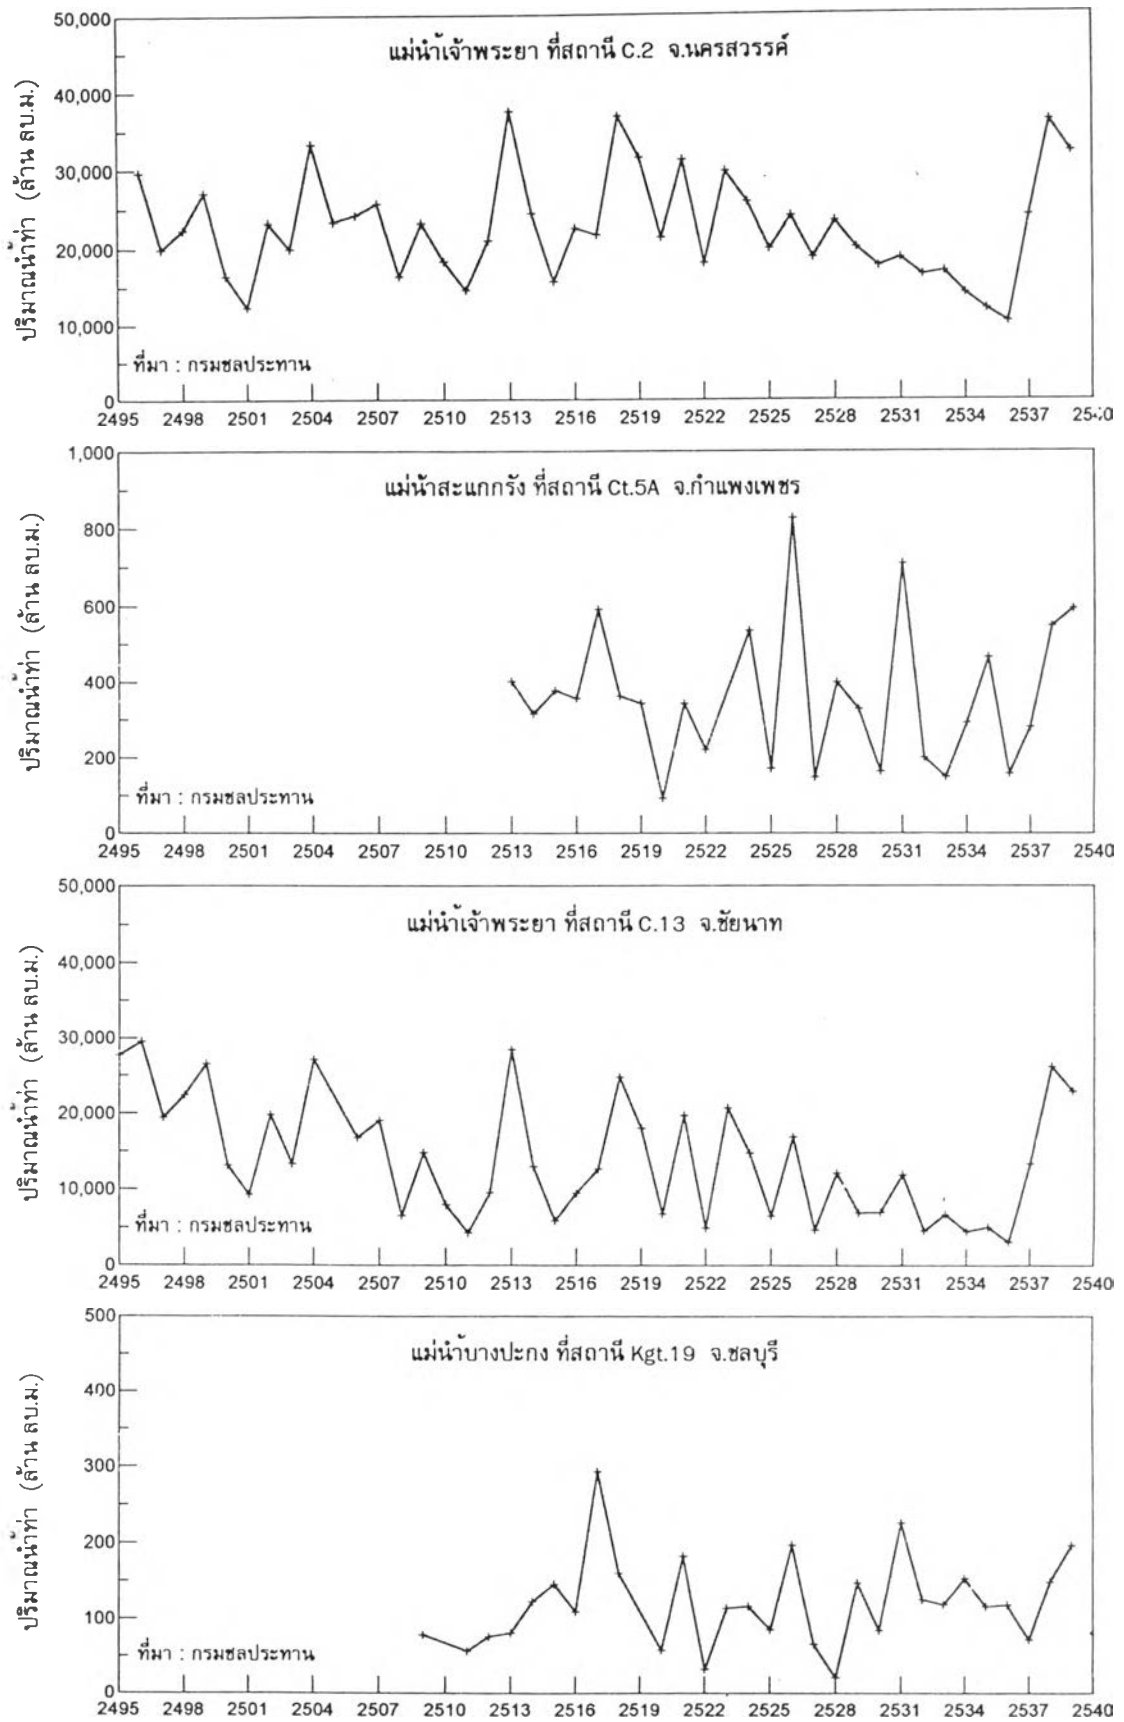 แม่น้ำเจ้าพระยา ที่สถานี C.2 จ.นครสวรรค์
ปริมาณน้ำท่า (ล้าน ลบ.ม.)
50,000
40,000
30,000
20,000
10,000
0
ที่มา : กรมชลประทาน
2495 2498 2501 2504 2507 2510 2513 2516 2519 2522 2525 2528 2531 2534 2537 2540
แม่น้ำสะแกกรัง ที่สถานี Ct.5A จ.กำแพงเพชร
ปริมาณน้ำท่า (ล้าน ลบ.ม.)
1,000
800
600
400
200
0
ที่มา : กรมชลประทาน
2495 2498 2501 2504 2507 2510 2513 2516 2519 2522 2525 2528 2531 2534 2537 2540
แม่น้ำเจ้าพระยา ที่สถานี C.13 จ.ชัยนาท
ปริมาณน้ำท่า (ล้าน ลบ.ม.)
50,000
40,000
30,000
20,000
10,000
0
ที่มา : กรมชลประทาน
2495 2498 2501 2504 2507 2510 2513 2516 2519 2522 2525 2528 2531 2534 2537 2540
แม่น้ำบางปะกง ที่สถานี Kgt.19 จ.ชลบุรี
ปริมาณน้ำท่า (ล้าน ลบ.ม.)
500
400
300
200
100
0
ที่มา : กรมชลประทาน
2495 2498 2501 2504 2507 2510 2513 2516 2519 2522 2525 2528 2531 2534 2537 2540